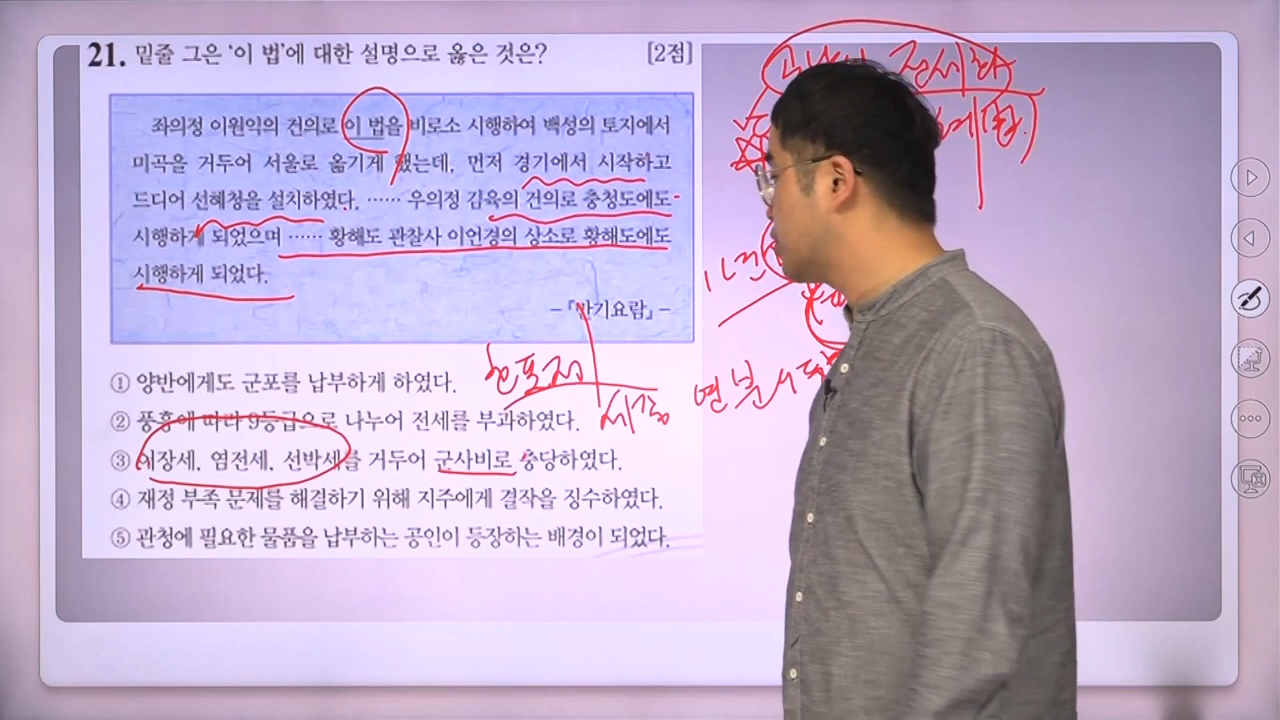 21. 밑줄 그은 '이 법'에 대한 설명으로 옳은 것은? [2점]
좌의정 이원익의 건의로 이 법을 비로소 시행하여 백성의 토지에서
미곡을 거두어 서울로 옮기게 했는데, 먼저 경기에서 시작하고
드디어 선혜청을 설치하였다. …… 우의정 김육의 건의로 충청도에도
시행하게 되었으며 …… 황해도 관찰사 이언경의 상소로 황해도에도
시행하게 되었다.
-『만기요람』-
① 양반에게도 군포를 납부하게 하였다.
② 풍흉에 따라 9등급으로 나누어 전세를 부과하였다.
③ 어장세, 염전세, 선박세를 거두어 군사비로 충당하였다.
④ 재정 부족 문제를 해결하기 위해 지주에게 결작을 징수하였다.
⑤ 관청에 필요한 물품을 납부하는 공인이 등장하는 배경이 되었다.
전세화
호포제
세종
연분